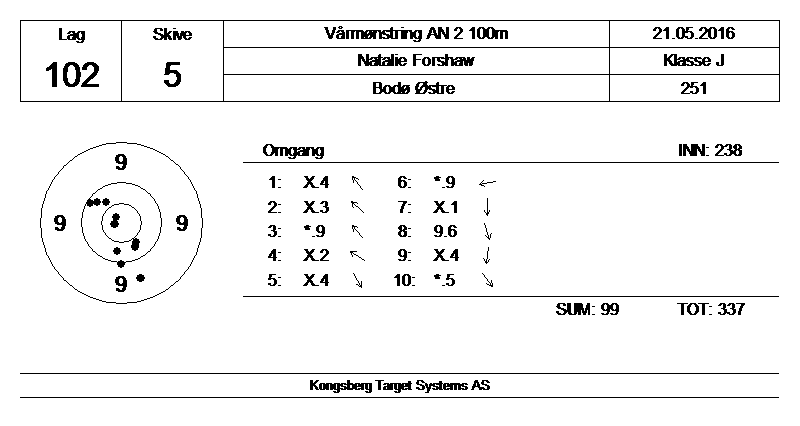 Lag Skive Vårmønstring AN 2 100m 21.05.2016
102 5 Natalie Forshaw Klasse J
Bodø Østre 251
Omgang INN: 238
9
9 9
9
1: X.4 6: *.9
2: X.3 7: X.1
3: *.9 8: 9.6
4: X.2 9: X.4
5: X.4 10: *.5
SUM: 99 TOT: 337
Kongsberg Target Systems AS